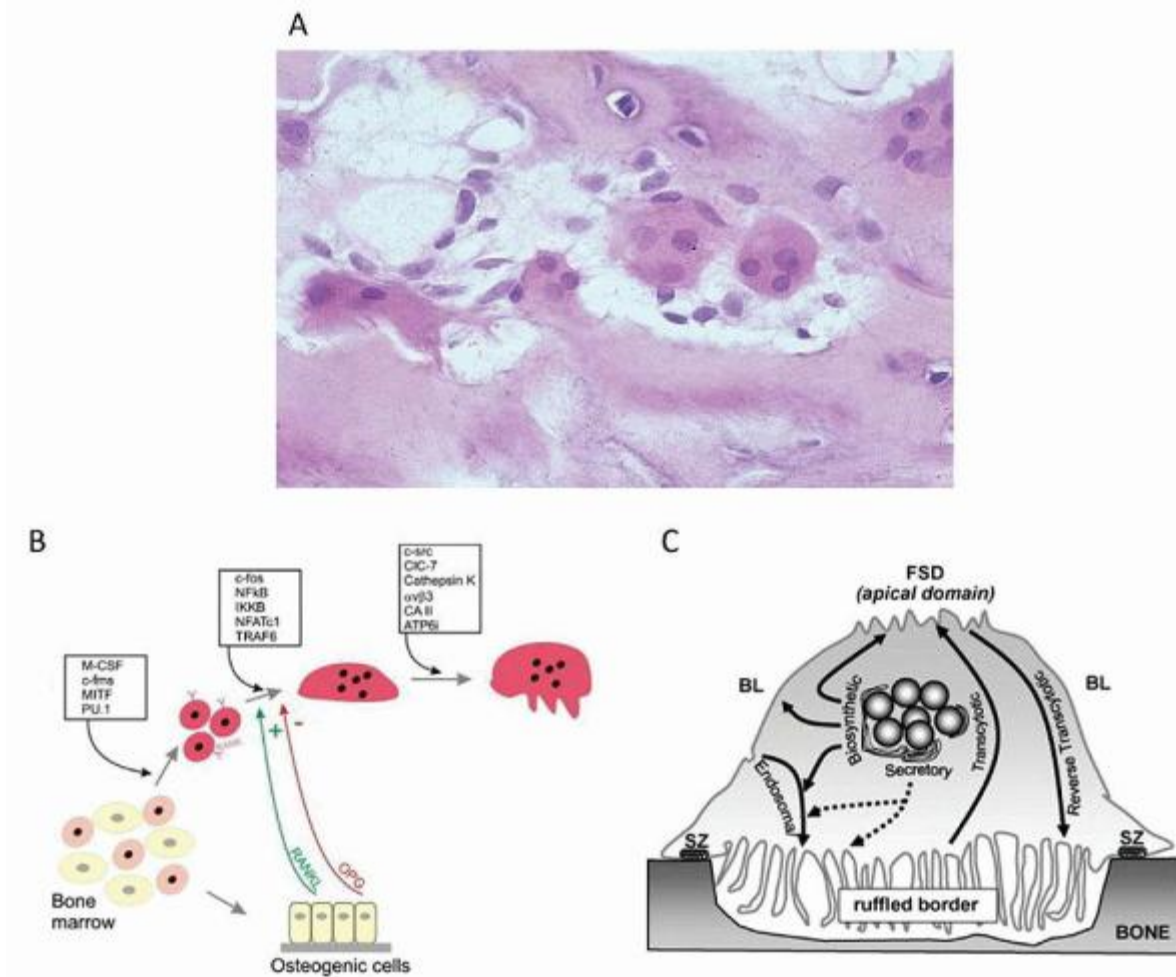 A
B
c-src
ClC-7
Cathepsin K
αvβ3
CA II
ATP6i
c-fos
NFkB
IKKB
NFATc1
TRAF6
M-CSF
c-fms
MITF
PU.1
RANK
+ -
RANKL
OPG
Bone
marrow
Osteogenic cells
C
FSD
(apical domain)
BL
BL
Biosynthetic
Secretory
Transcytotic
Reverse Transcytotic
Endosomal
SZ
SZ
ruffled border
BONE